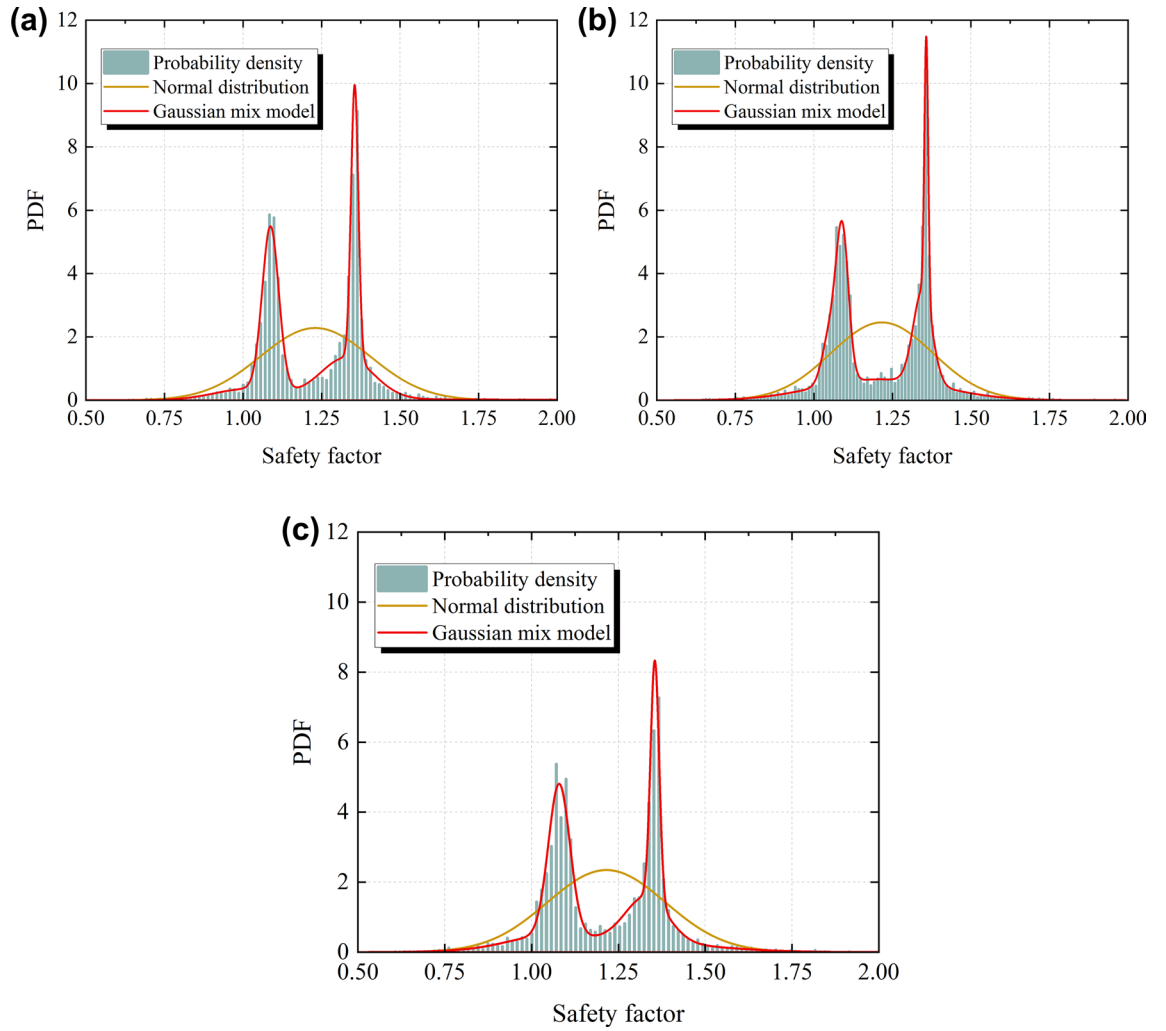 (a)
12
10
8
6
4
2
0
PDF
Probability density
Normal distribution
Gaussian mix model
0.50 0.75 1.00 1.25 1.50 1.75 2.00
Safety factor
(b)
12
10
8
6
4
2
0
PDF
Probability density
Normal distribution
Gaussian mix model
0.50 0.75 1.00 1.25 1.50 1.75 2.00
Safety factor
(c)
12
10
8
6
4
2
0
PDF
Probability density
Normal distribution
Gaussian mix model
0.50 0.75 1.00 1.25 1.50 1.75 2.00
Safety factor